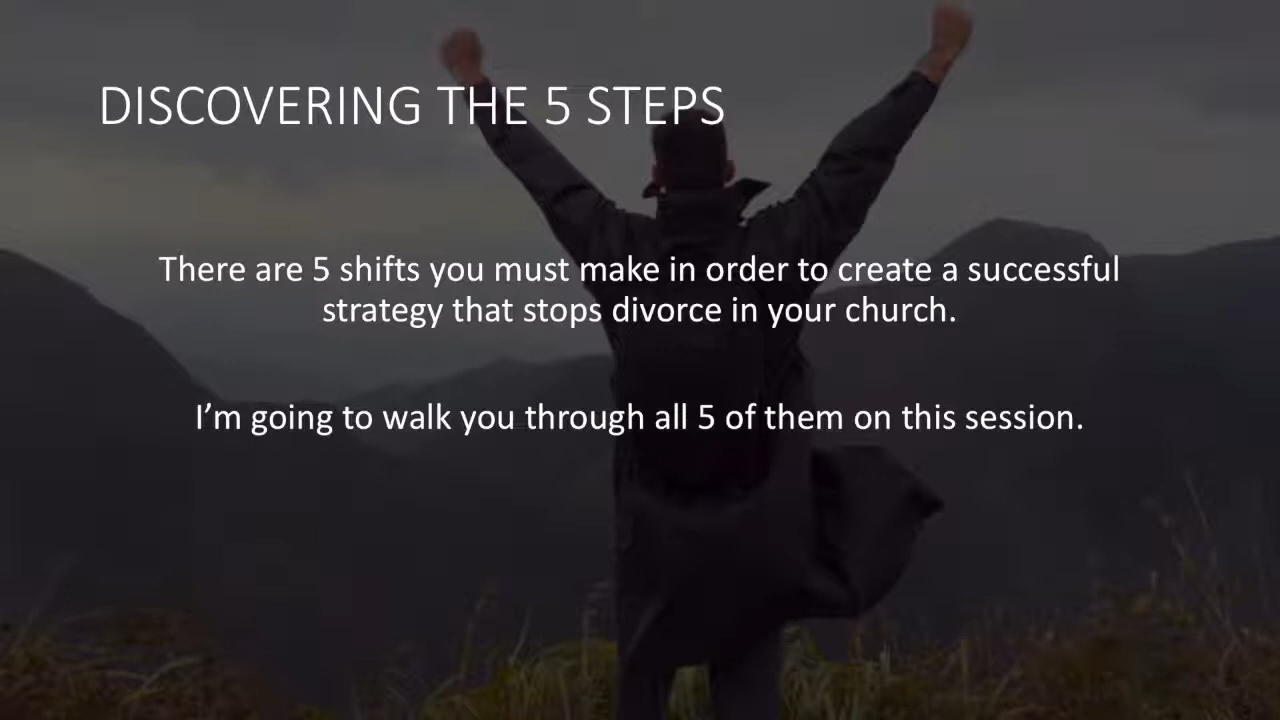 DISCOVERING THE 5 STEPS
There are 5 shifts you must make in order to create a successful
strategy that stops divorce in your church.
I’m going to walk you through all 5 of them on this session.